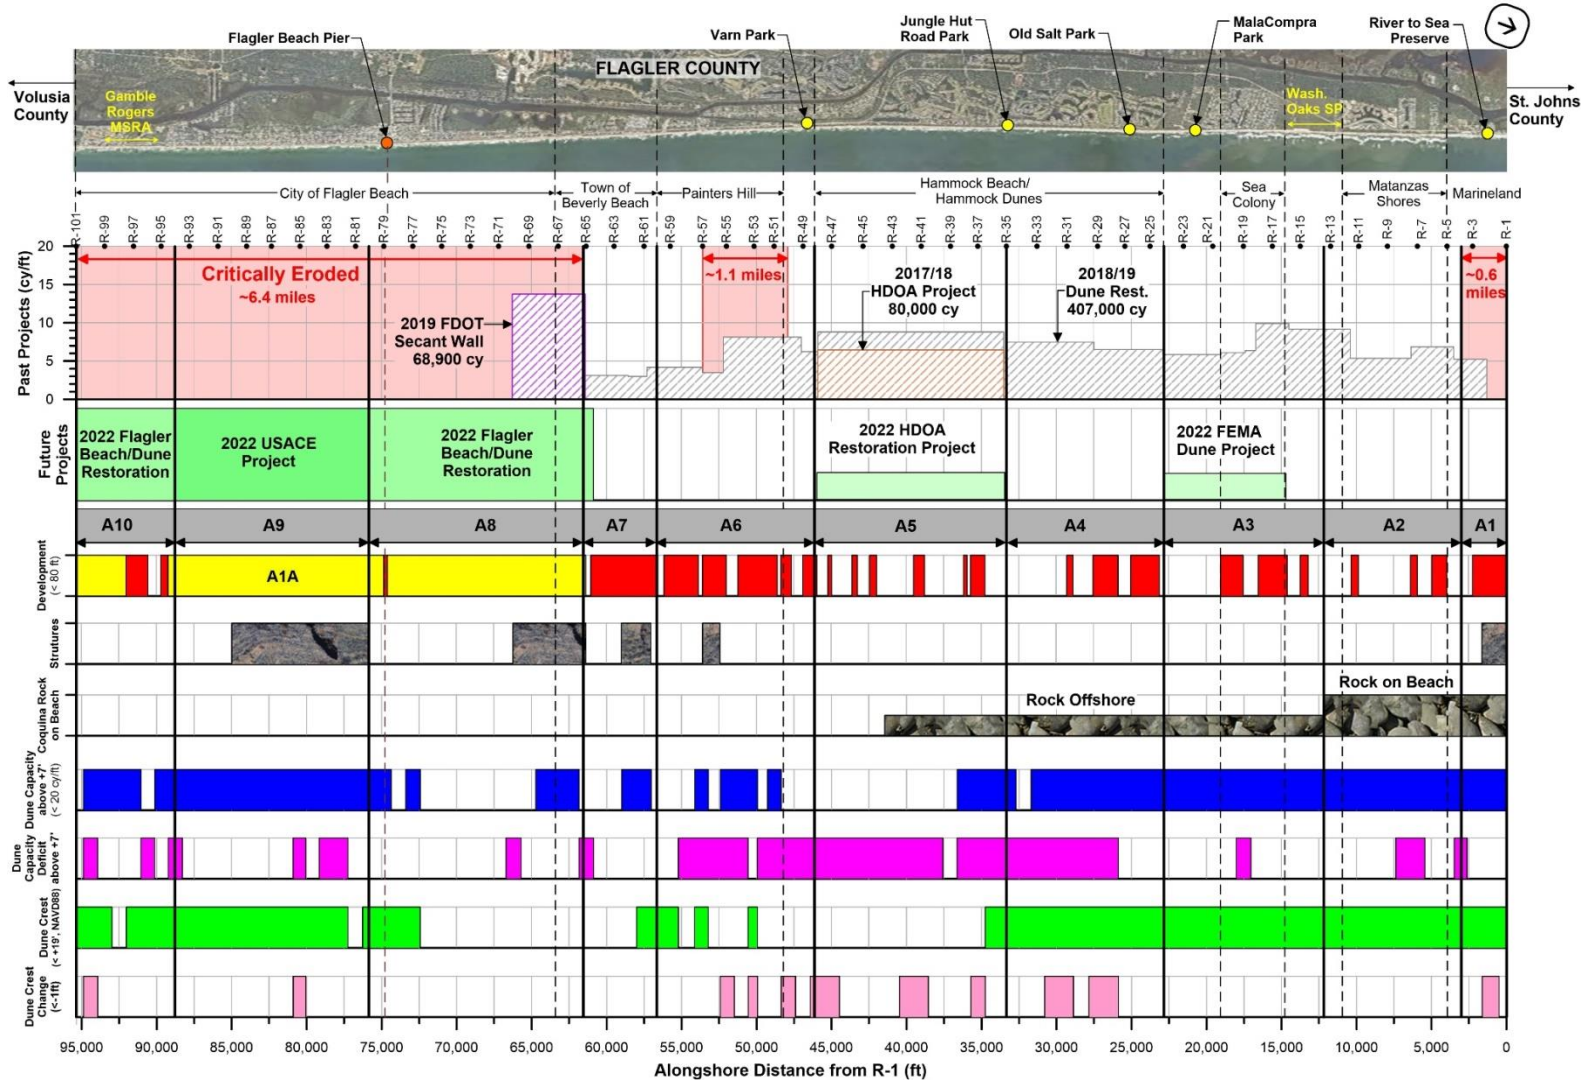 Flagler Beach Pier
Varn Park
Jungle Hut
Road Park
Old Salt Park
MalaCompra
Park
River to Sea
Preserve
FLAGLER COUNTY
Volusia
County
Gamble
Rogers
MSRA
Wash.
Oaks SP
St. Johns
County
City of Flagler Beach
Town of
Beverly Beach
Painters Hill
Hammock Beach/
Hammock Dunes
Sea
Colony
Matanzas
Shores
Marineland
R-101 R-99 R-97 R-95 R-93 R-91 R-89 R-87 R-85 R-83 R-81 R-79 R-77 R-75 R-73 R-71 R-69 R-67 R-65 R-63 R-61 R-59 R-57 R-55 R-53 R-51 R-49 R-47 R-45 R-43 R-41 R-39 R-37 R-35 R-33 R-31 R-29 R-27 R-25 R-23 R-21 R-19 R-17 R-15 R-13 R-11 R-9 R-7 R-5 R-3 R-1
Past Projects (cy/ft)
20
15
10
5
0
Critically Eroded
~6.4 miles
2019 FDOT
Secant Wall
68,900 cy
~1.1 miles
2017/18
HDOA Project
80,000 cy
2018/19
Dune Rest.
407,000 cy
~0.6
miles
Future
Projects
2022 Flagler
Beach/Dune
Restoration
2022 USACE
Project
2022 Flagler
Beach/Dune
Restoration
2022 HDOA
Restoration Project
2022 FEMA
Dune Project
A10 A9 A8 A7 A6 A5 A4 A3 A2 A1
Development
(< 80 ft)
A1A
Strutures
Coquina Rock
on Beach
Rock Offshore
Rock on Beach
Dune Capacity
above +7'
(< 20 cy/ft)
Dune
Capacity
Deficit
above +7'
Dune Crest
(< +19', NAVD88)
Dune Crest
Change
(<-1ft)
95,000 90,000 85,000 80,000 75,000 70,000 65,000 60,000 55,000 50,000 45,000 40,000 35,000 30,000 25,000 20,000 15,000 10,000 5,000 0
Alongshore Distance from R-1 (ft)